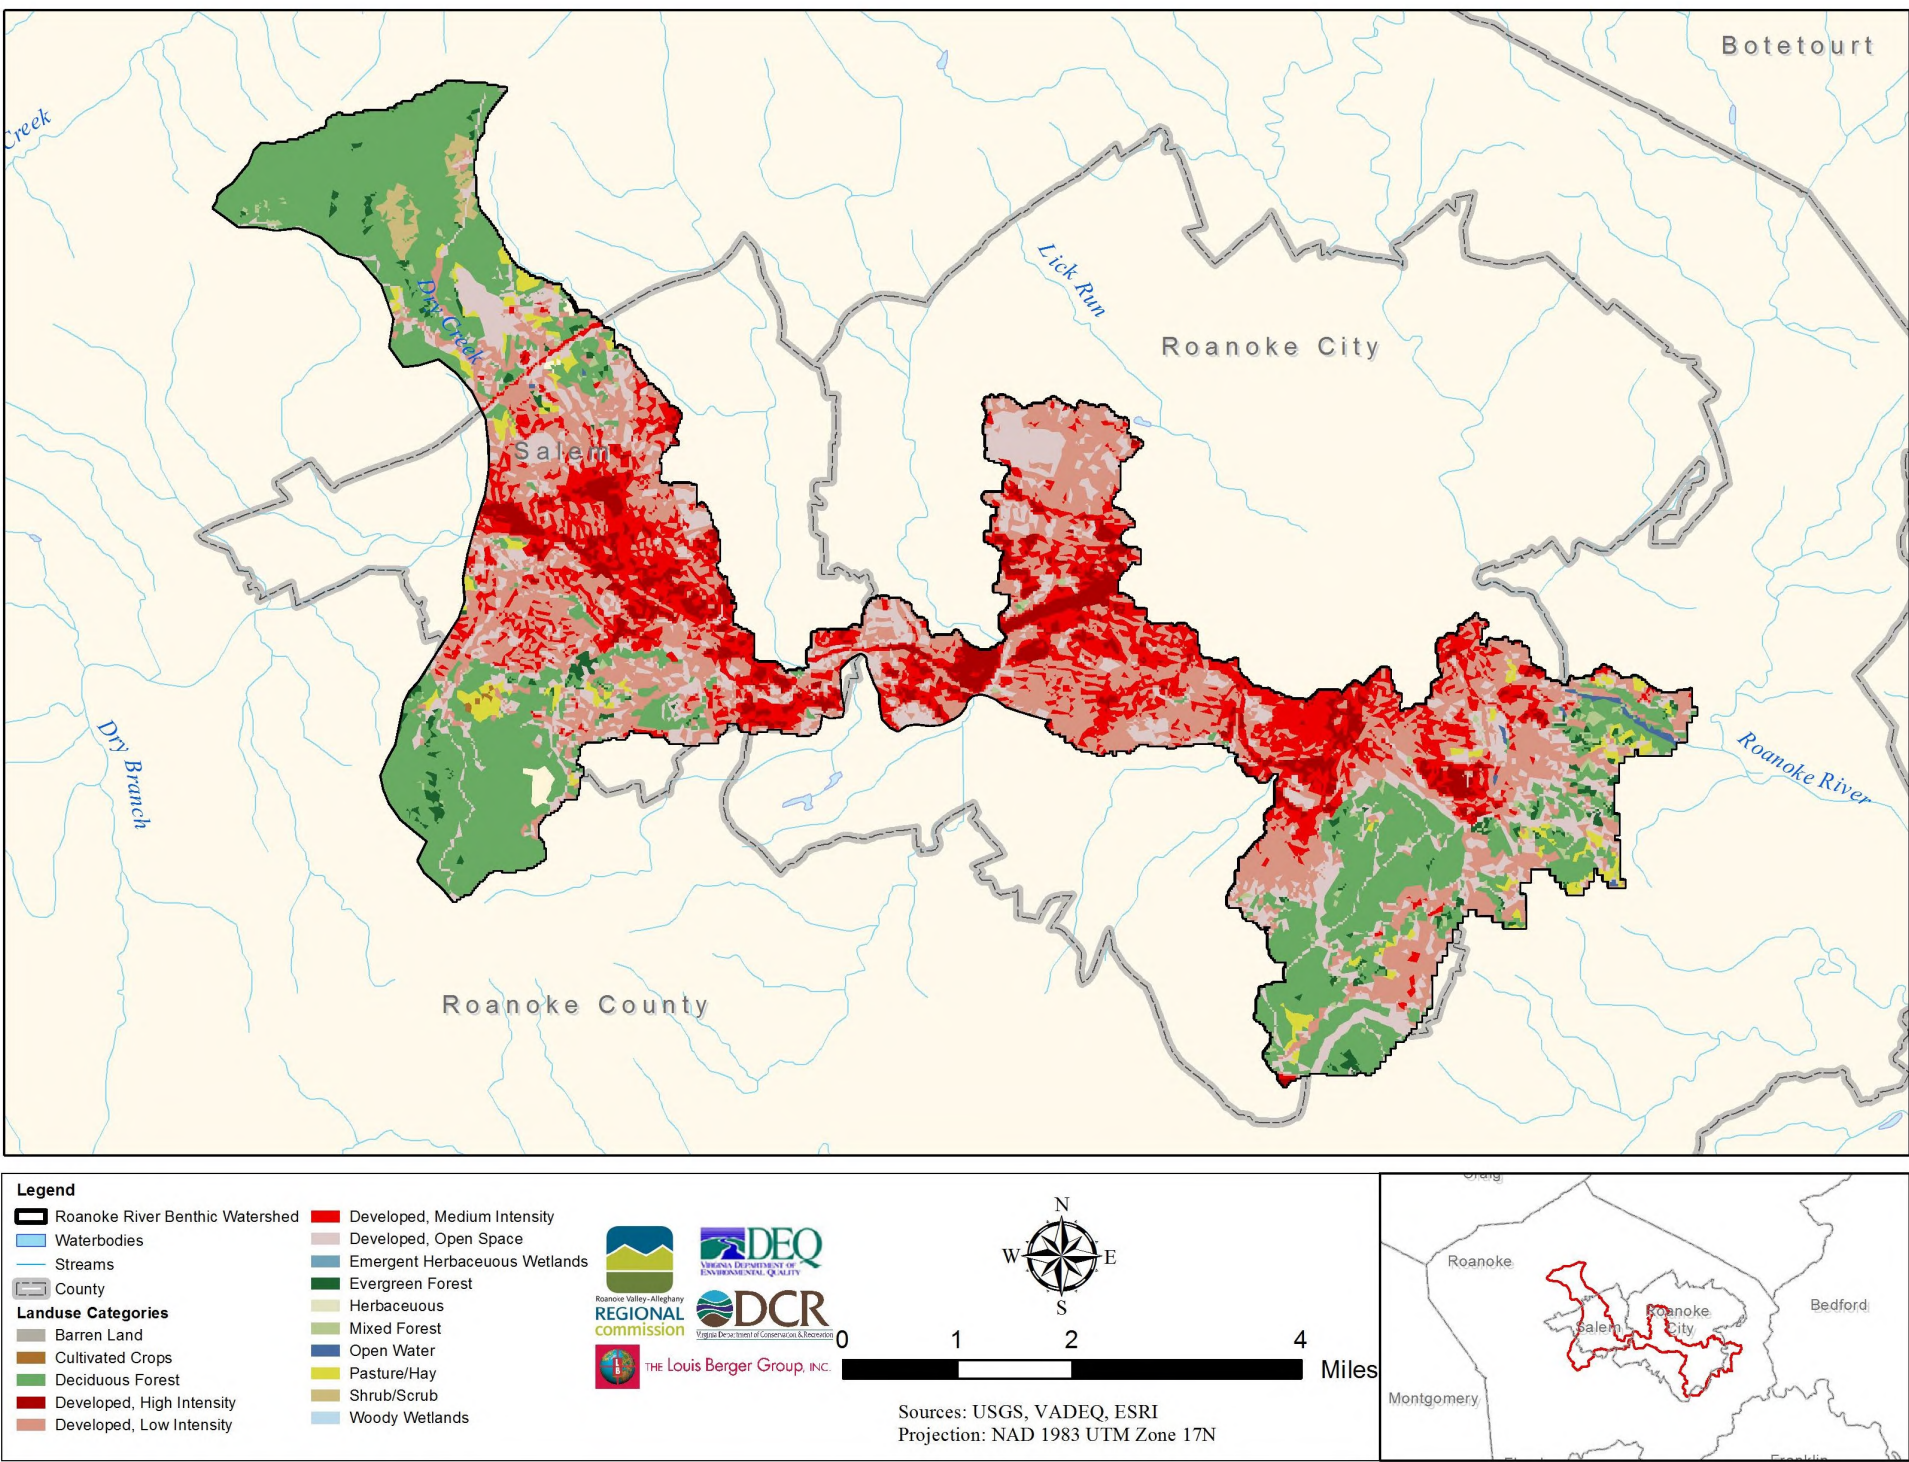 Botetourt
Creek
Lick Run
Roanoke City
Dry Creek
Salem
Dry Branch
Roanoke River
Roanoke County
Legend
Roanoke River Benthic Watershed
Waterbodies
Streams
County
Landuse Categories
Barren Land
Cultivated Crops
Deciduous Forest
Developed, High Intensity
Developed, Low Intensity
Developed, Medium Intensity
Developed, Open Space
Emergent Herbaceuous Wetlands
Evergreen Forest
Herbaceuous
Mixed Forest
Open Water
Pasture/Hay
Shrub/Scrub
Woody Wetlands
Roanoke Valley-Alleghany
REGIONAL
commission
DEQ
VIRGINIA DEPARTMENT OF
ENVIRONMENTAL QUALITY
DCR
Virginia Department of Conservation & Recreation
THE Louis Berger Group, INC.
N
W E
S
0 1 2 4
Miles
Sources: USGS, VADEQ, ESRI
Projection: NAD 1983 UTM Zone 17N
Craig
Roanoke
Roanoke
City
Salem
Bedford
Montgomery
Franklin